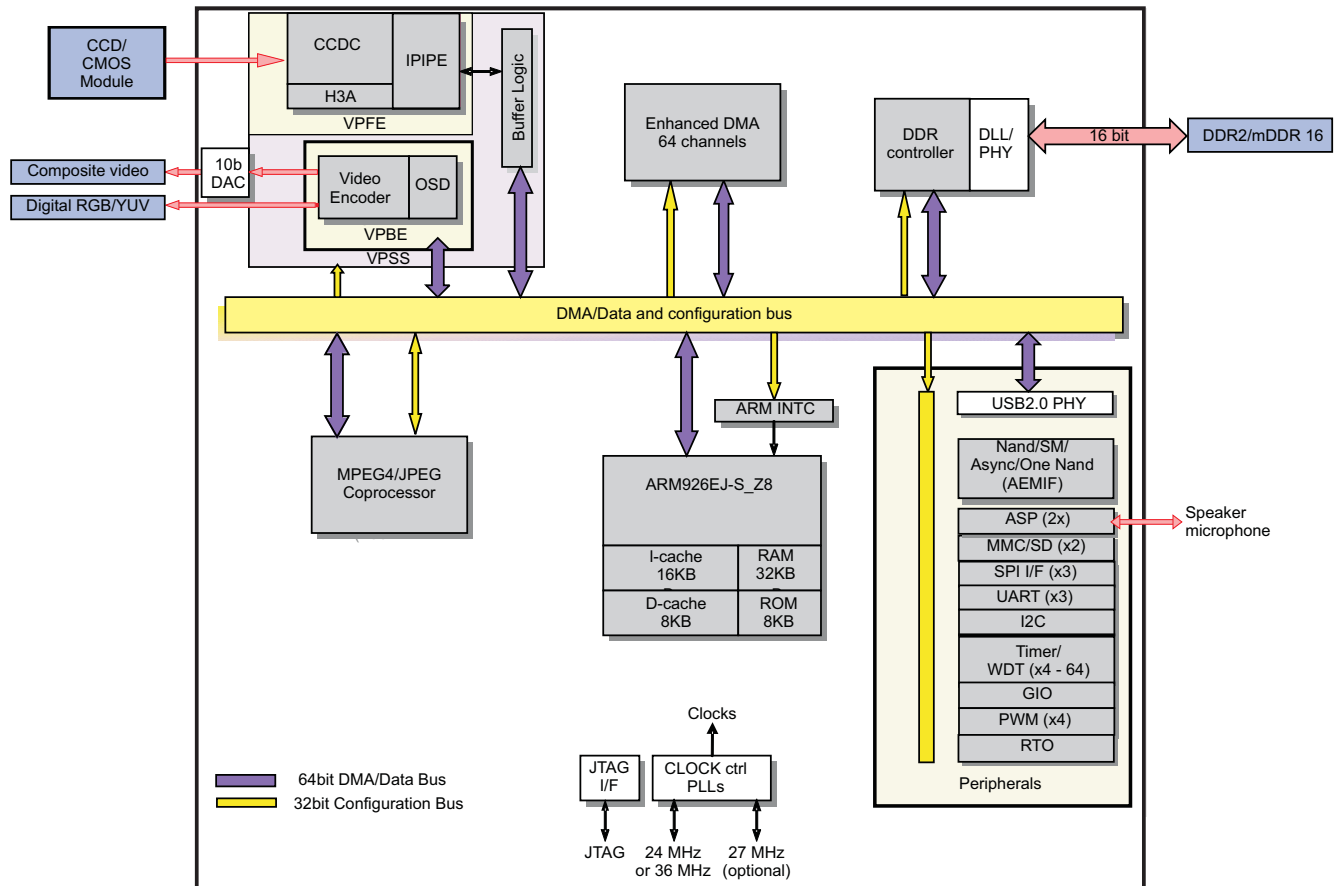 CCD/
CMOS
Module
CCDC
IPIPE
H3A
VPFE
Buffer Logic
Enhanced DMA
64 channels
DDR
controller
DLL/
PHY
16 bit
DDR2/mDDR 16
Composite video
10b
DAC
Digital RGB/YUV
Video
Encoder
OSD
VPBE
VPSS
DMA/Data and configuration bus
MPEG4/JPEG
Coprocessor
ARM INTC
ARM926EJ-S_Z8
I-cache
16KB
RAM
32KB
D-cache
8KB
ROM
8KB
USB2.0 PHY
Nand/SM/
Async/One Nand
(AEMIF)
ASP (2x)
Speaker
microphone
MMC/SD (x2)
SPI I/F (x3)
UART (x3)
I2C
Timer/
WDT (x4 - 64)
GIO
PWM (x4)
RTO
Peripherals
64bit DMA/Data Bus
32bit Configuration Bus
Clocks
JTAG
I/F
CLOCK ctrl
PLLs
JTAG
24 MHz
or 36 MHz
27 MHz
(optional)